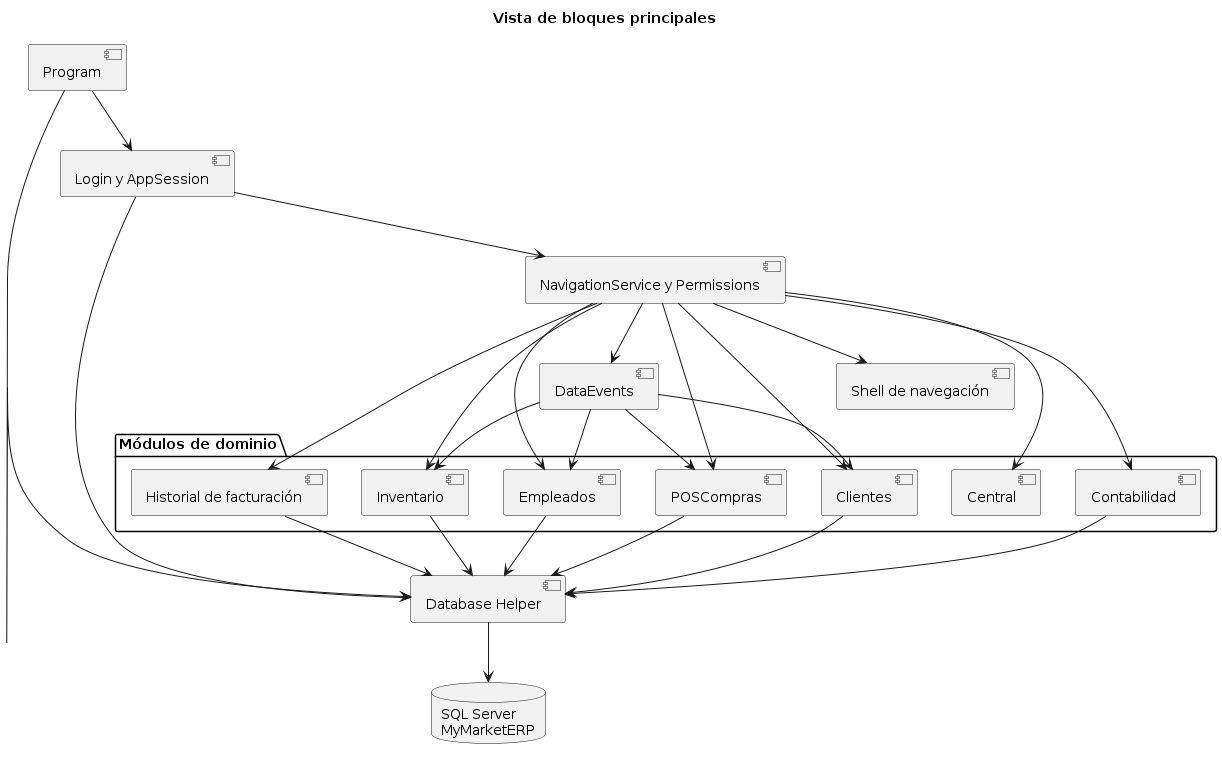 Vista de bloques principales
Program
Login y AppSession
NavigationService y Permissions
DataEvents
Shell de navegación
Módulos de dominio
Historial de facturación
Inventario
Empleados
POSCompras
Clientes
Central
Contabilidad
Database Helper
SQL Server
MyMarketERP